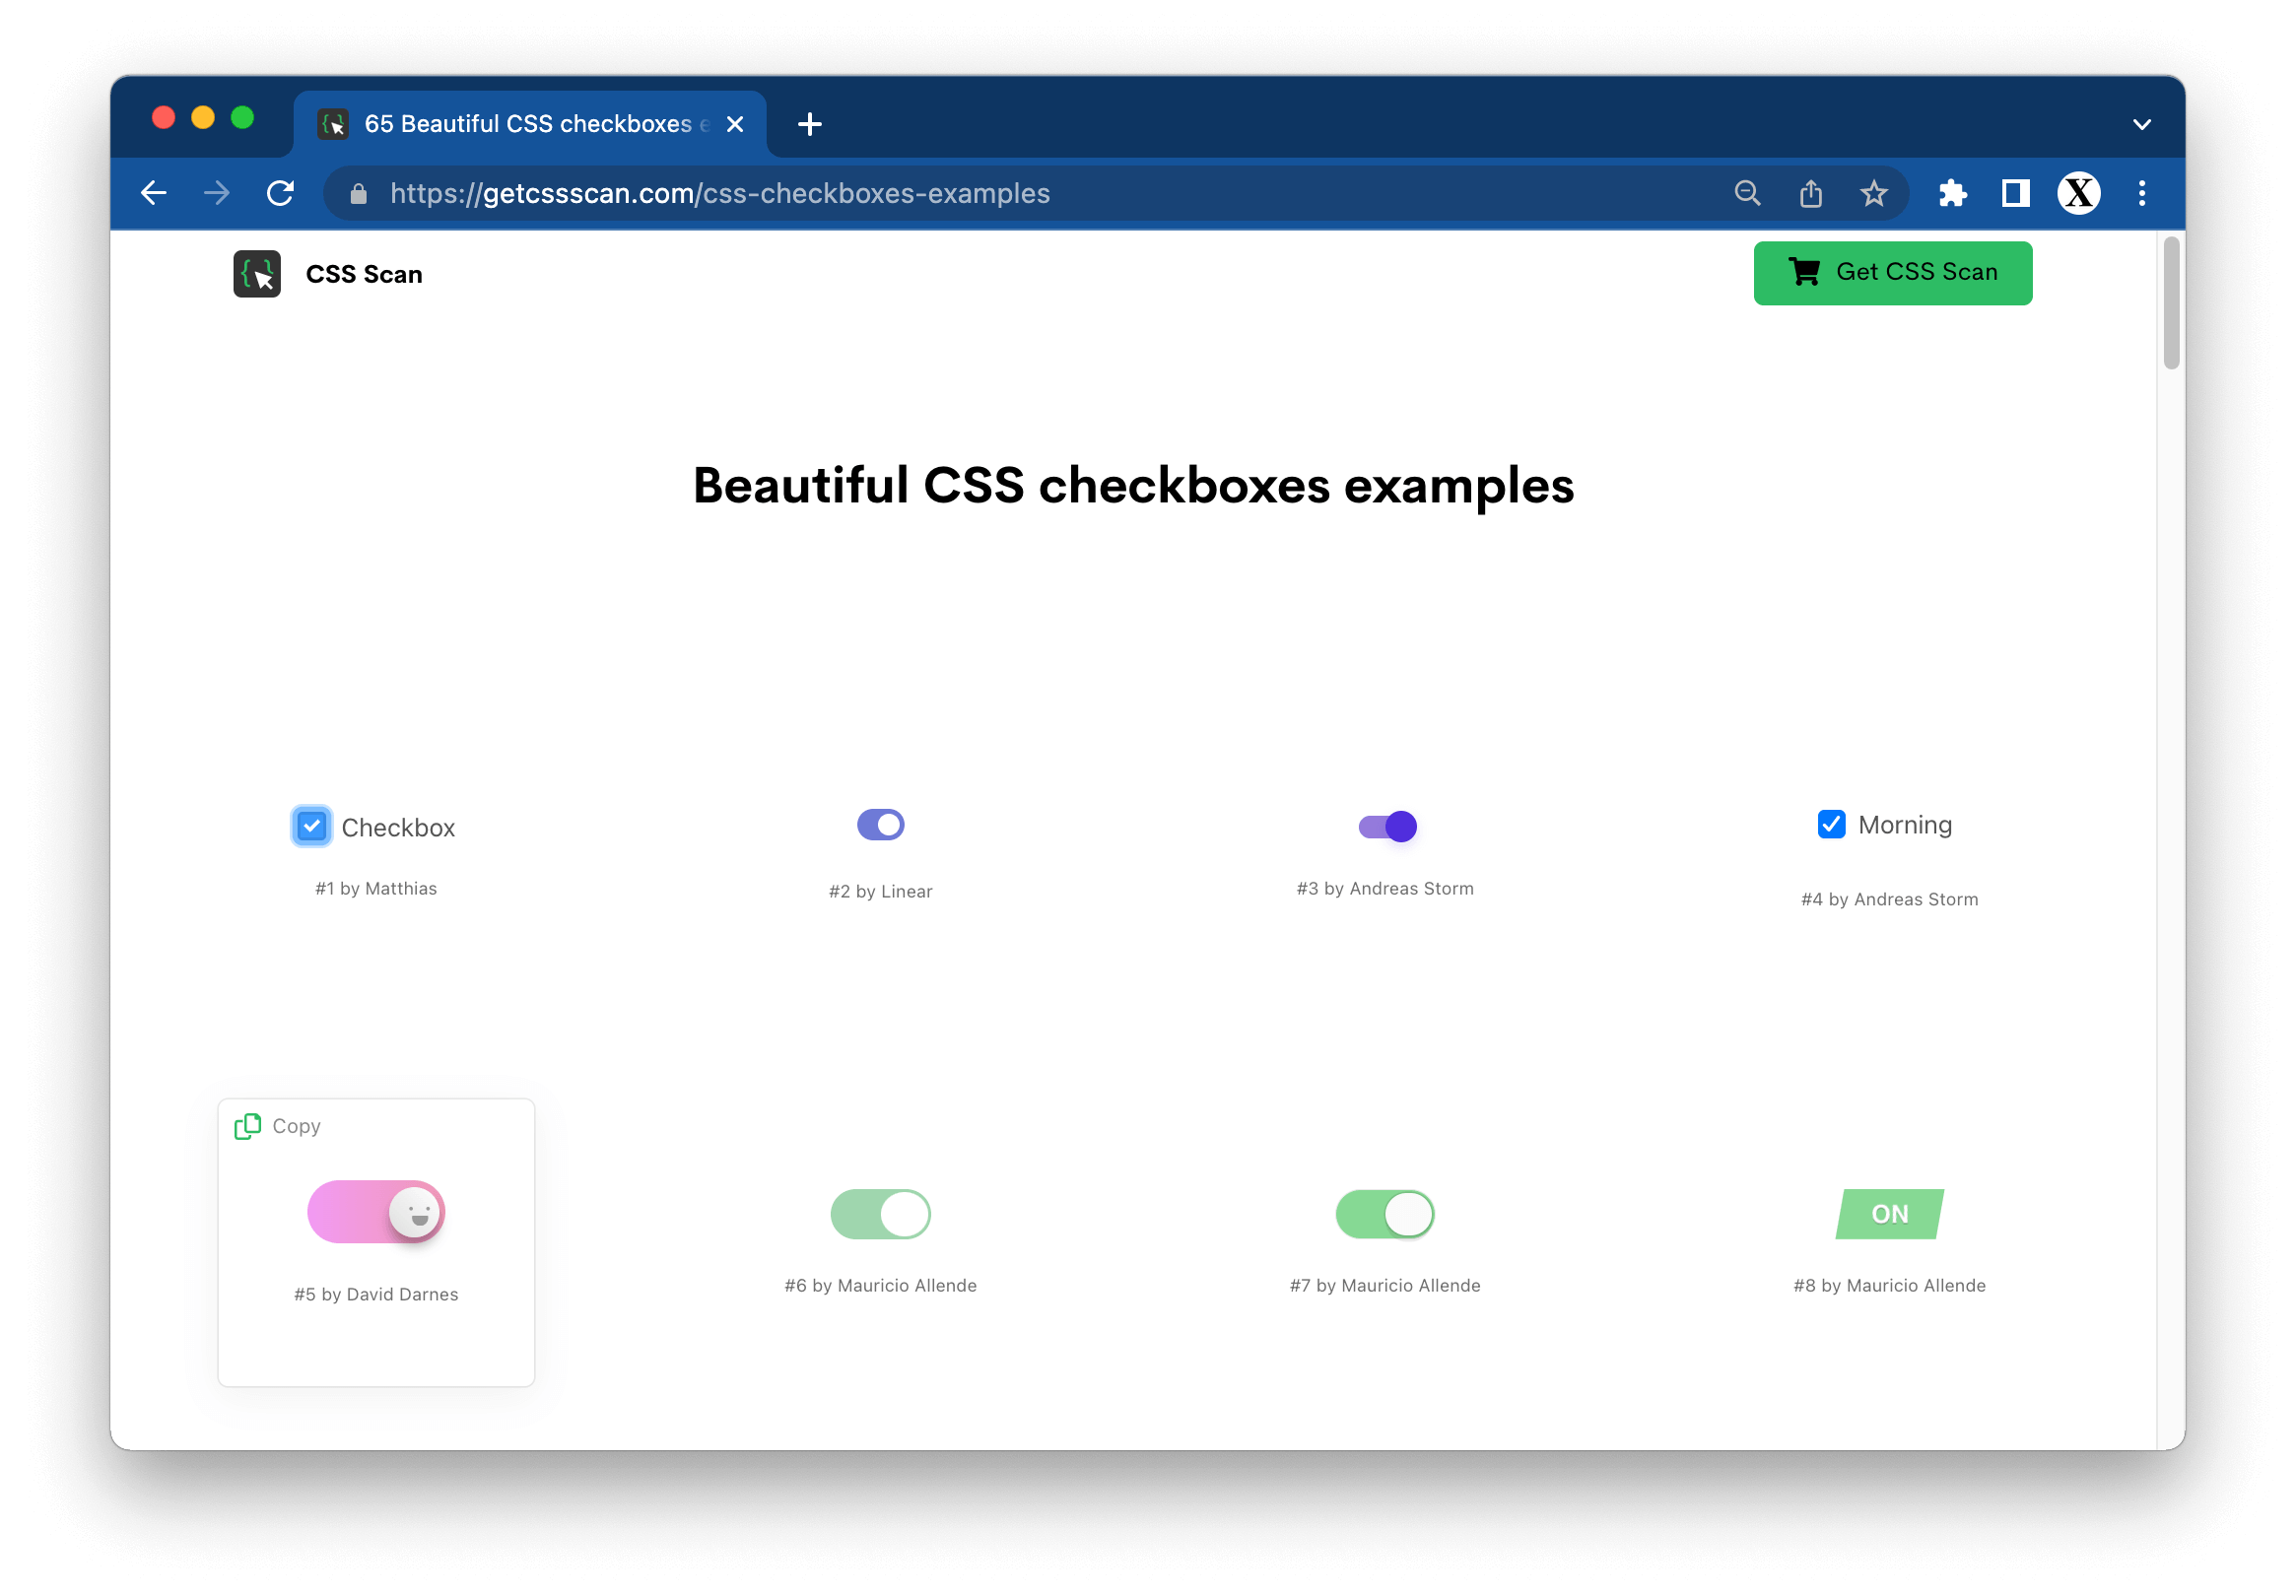 65 Beautiful CSS checkboxes e
https://getcssscan.com/css-checkboxes-examples
X
CSS Scan
Get CSS Scan
Beautiful CSS checkboxes examples
Checkbox
Morning
#1 by Matthias
#2 by Linear
#3 by Andreas Storm
#4 by Andreas Storm
Copy
ON
#5 by David Darnes
#6 by Mauricio Allende
#7 by Mauricio Allende
#8 by Mauricio Allende